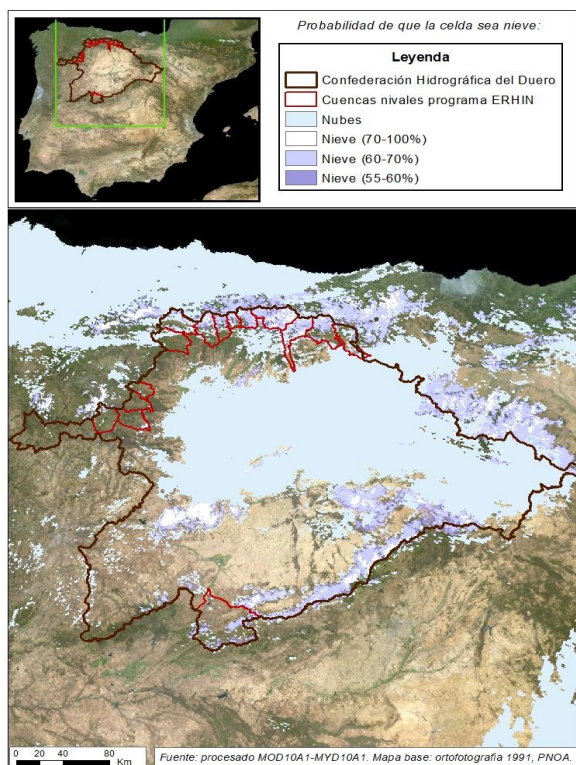 Probabilidad de que la celda sea nieve:
Leyenda
Confederación Hidrográfica del Duero
Cuencas nivales programa ERHIN
Nubes
Nieve (70-100%)
Nieve (60-70%)
Nieve (55-60%)
0 20 40 80
Km
Fuente: procesado MOD10A1-MYD10A1. Mapa base: ortofotografía 1991, PNOA.